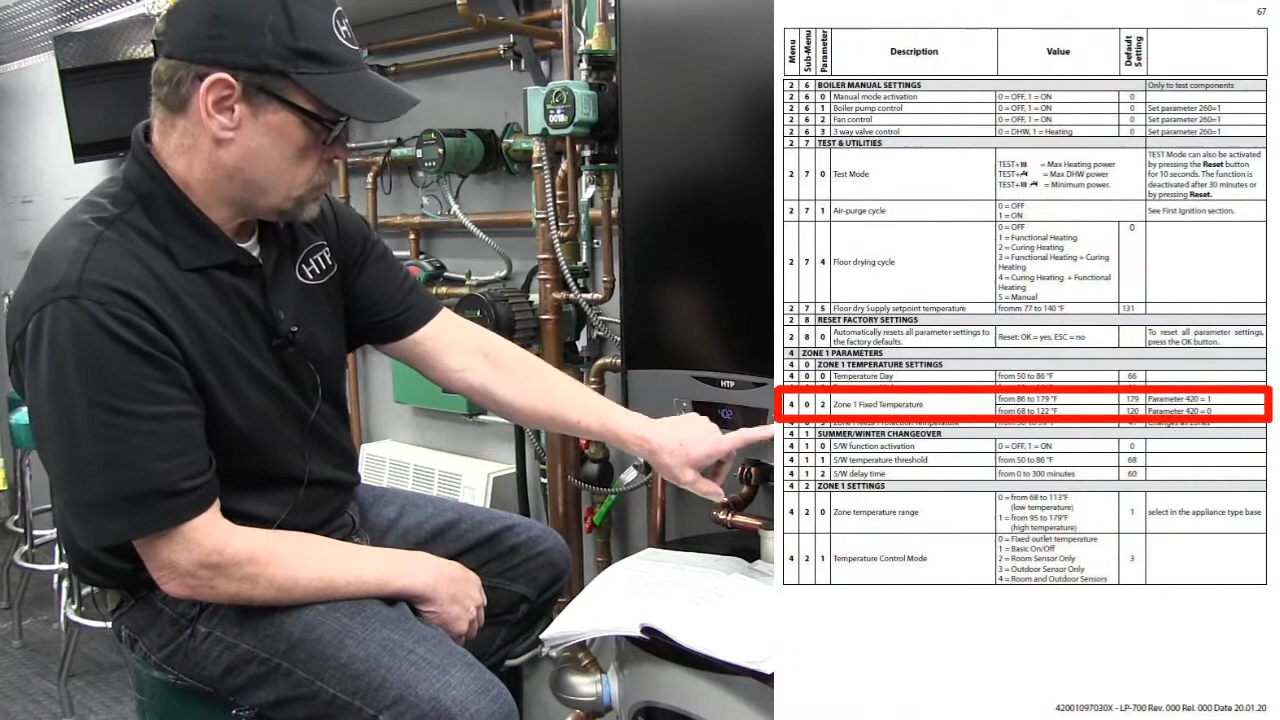 HTP
HTP
0018
HTP
402
67
Menu Sub-Menu Parameter Description Value Default Setting
2 6 BOILER MANUAL SETTINGS Only to test components
2 6 0 Manual mode activation 0 = OFF, 1 = ON 0
2 6 1 Boiler pump control 0 = OFF, 1 = ON 0 Set parameter 260=1
2 6 2 Fan control 0 = OFF, 1 = ON 0 Set parameter 260=1
2 6 3 3 way valve control 0 = DHW, 1 = Heating 0 Set parameter 260=1
2 7 TEST & UTILITIES
2 7 0 Test Mode
TEST+ = Max Heating power
TEST+ = Max DHW power
TEST+ = Minimum power.
TEST Mode can also be activated
by pressing the Reset button
for 10 seconds. The function is
deactivated after 30 minutes or
by pressing Reset.
2 7 1 Air-purge cycle
0 = OFF
1 = ON
See First Ignition section.
2 7 4 Floor drying cycle
0 = OFF
1 = Functional Heating
2 = Curing Heating
3 = Functional Heating + Curing
Heating
4 = Curing Heating + Functional
Heating
5 = Manual
0
2 7 5 Floor dry Supply setpoint temperature fromm 77 to 140 °F 131
2 8 RESET FACTORY SETTINGS
2 8 0 Automatically resets all parameter settings to
the factory defaults.
Reset: OK = yes, ESC = no
To reset all parameter settings,
press the OK button.
4 ZONE 1 PARAMETERS
4 0 ZONE 1 TEMPERATURE SETTINGS
4 0 0 Temperature Day from 50 to 86 °F 66
4 0 2 Zone 1 Fixed Temperature
from 86 to 179 °F 179 Parameter 420 = 1
from 68 to 122 °F 120 Parameter 420 = 0
4 1 SUMMER/WINTER CHANGEOVER
4 1 0 S/W function activation 0 = OFF, 1 = ON 0
4 1 1 S/W temperature threshold from 50 to 86 °F 68
4 1 2 S/W delay time from 0 to 300 minutes 60
4 2 ZONE 1 SETTINGS
4 2 0 Zone temperature range
0 = from 68 to 113°F
(low temperature)
1 = from 95 to 179°F
(high temperature)
1 select in the appliance type base
4 2 1 Temperature Control Mode
0 = Fixed outlet temperature
1 = Basic On/Off
2 = Room Sensor Only
3 = Outdoor Sensor Only
4 = Room and Outdoor Sensors
3
42001097030X - LP-700 Rev. 000 Rel. 000 Date 20.01.20